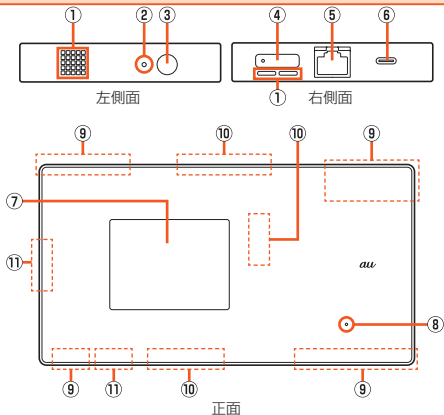 ① ② ③ ④ ⑤ ⑥
①
左側面 右側面
⑨ ⑩ ⑩ ⑨
⑦
⑪
au
⑧
⑨ ⑪ ⑩ ⑨
正面